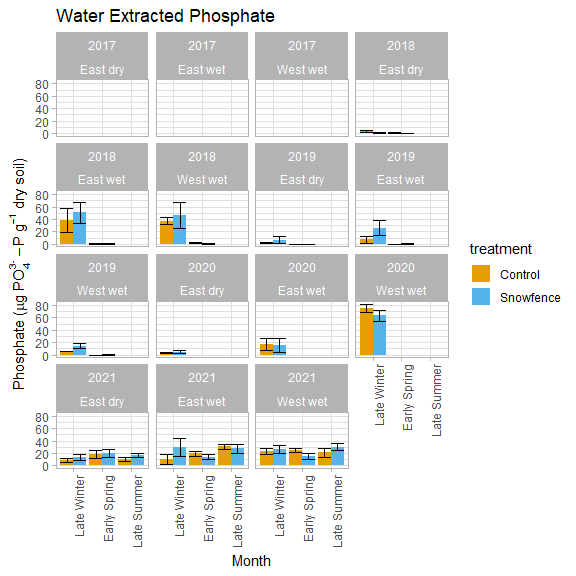 Water Extracted Phosphate
2017 2017 2017 2018
East dry East wet West wet East dry
80
60
40
20
0
2018 2018 2019 2019
East wet West wet East dry East wet
80
60
40
20
0
2019 2020 2020 2020
West wet East dry East wet West wet
80
60
40
20
0
2021 2021 2021
East dry East wet West wet
80
60
40
20
0
Late Winter Early Spring Late Summer
Late Winter Early Spring Late Summer
Late Winter Early Spring Late Summer
Late Winter Early Spring Late Summer
Month
Phosphate (μg PO₄³⁻ − P g⁻¹ dry soil)
treatment
Control
Snowfence